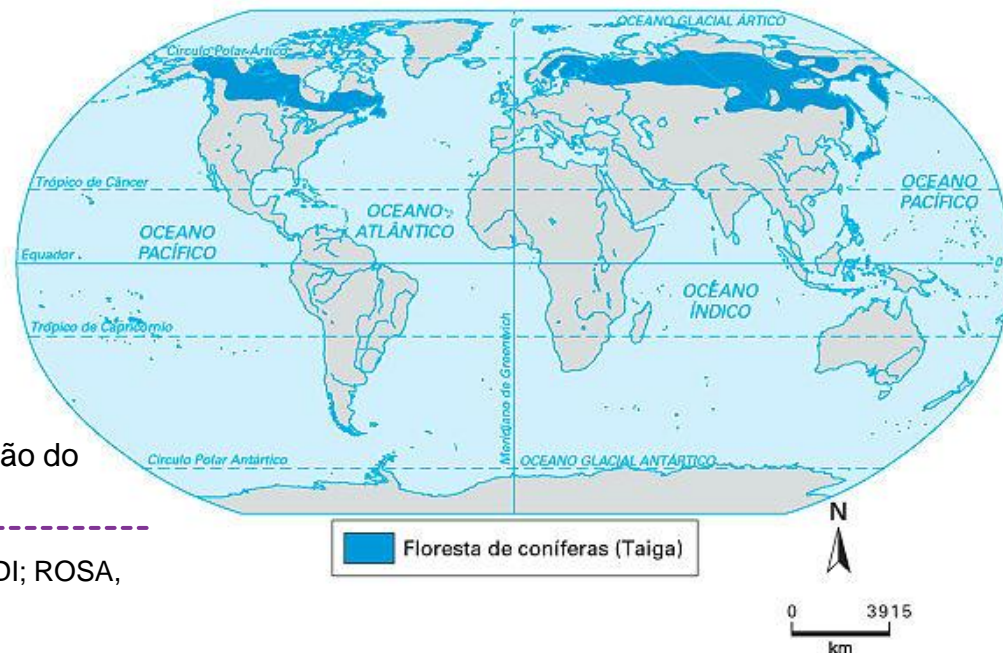 0°
OCEANO GLACIAL ÁRTICO
Círculo Polar Ártico
Trópico de Câncer
OCEANO
ATLÂNTICO
OCEANO
PACÍFICO
OCEANO
PACÍFICO
Equador
0°
OCEANO
ÍNDICO
Trópico de Capricórnio
Meridiano de Greenwich
ão do
Círculo Polar Antártico
OCEANO GLACIAL ANTÁRTICO
DI; ROSA,
Floresta de coníferas (Taiga)
N
0 3915
km